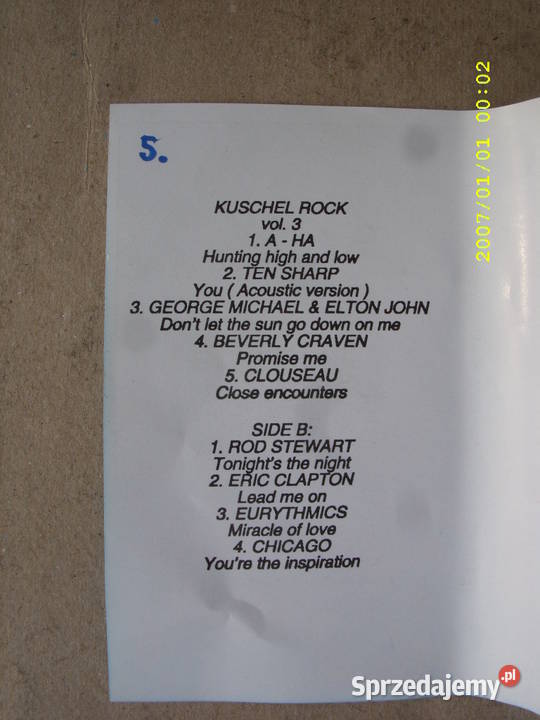 5.
KUSCHEL ROCK
vol. 3
1. A - HA
Hunting high and low
2. TEN SHARP
You ( Acoustic version )
3. GEORGE MICHAEL & ELTON JOHN
Don't let the sun go down on me
4. BEVERLY CRAVEN
Promise me
5. CLOUSEAU
Close encounters
SIDE B:
1. ROD STEWART
Tonight's the night
2. ERIC CLAPTON
Lead me on
3. EURYTHMICS
Miracle of love
4. CHICAGO
You're the inspiration
2007/01/01 00:02
Sprzedajemy.pl